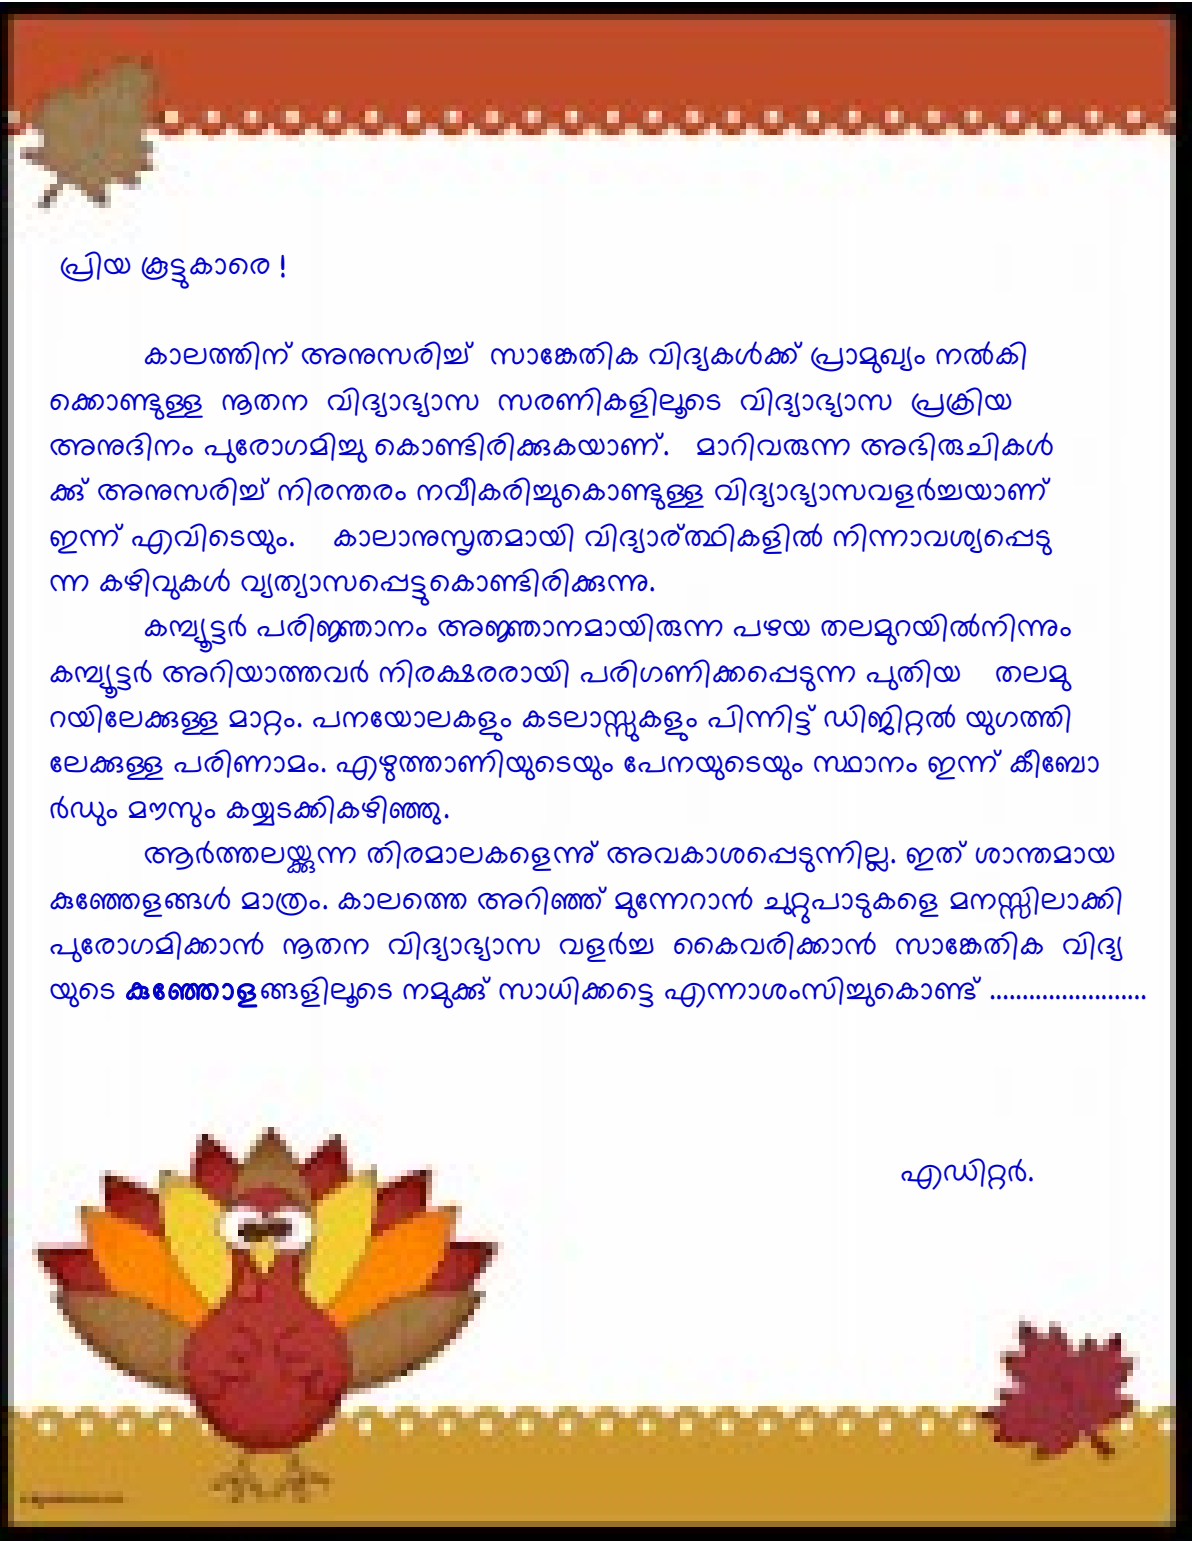 പ്രിയ കൂട്ടുകാരെ !
കാലത്തിന് അനുസരിച്ച് സാങ്കേതിക വിദ്യകൾക്ക് പ്രാമുഖ്യം നൽകി
ക്കൊണ്ടുള്ള നൂതന വിദ്യാഭ്യാസ സരണികളിലൂടെ വിദ്യാഭ്യാസ പ്രക്രിയ
അനുദിനം പുരോഗമിച്ചു കൊണ്ടിരിക്കുകയാണ്. മാറിവരുന്ന അഭിരുചികൾ
ക്കു് അനുസരിച്ച് നിരന്തരം നവീകരിച്ചുകൊണ്ടുള്ള വിദ്യാഭ്യാസവളർച്ചയാണ്
ഇന്ന് എവിടെയും. കാലാനുസൃതമായി വിദ്യാര്ത്ഥികളിൽ നിന്നാവശ്യപ്പെടു
ന്ന കഴിവുകൾ വ്യത്യാസപ്പെട്ടുകൊണ്ടിരിക്കുന്നു.
കമ്പ്യൂട്ടർ പരിജ്ഞാനം അജ്ഞാനമായിരുന്ന പഴയ തലമുറയിൽനിന്നും
കമ്പ്യൂട്ടർ അറിയാത്തവർ നിരക്ഷരരായി പരിഗണിക്കപ്പെടുന്ന പുതിയ തലമു
റയിലേക്കുള്ള മാറ്റം. പനയോലകളും കടലാസ്സുകളും പിന്നിട്ട് ഡിജിറ്റൽ യുഗത്തി
ലേക്കുള്ള പരിണാമം. എഴുത്താണിയുടെയും പേനയുടെയും സ്ഥാനം ഇന്ന് കീബോ
ർഡും മൗസും കയ്യടക്കികഴിഞ്ഞു.
ആർത്തലയ്ക്കുന്ന തിരമാലകളെന്നു് അവകാശപ്പെടുന്നില്ല. ഇത് ശാന്തമായ
കുഞ്ഞേളങ്ങൾ മാത്രം. കാലത്തെ അറിഞ്ഞ് മുന്നേറാൻ ചുറ്റുപാടുകളെ മനസ്സിലാക്കി
പുരോഗമിക്കാൻ നൂതന വിദ്യാഭ്യാസ വളർച്ച കൈവരിക്കാൻ സാങ്കേതിക വിദ്യ
യുടെ കുഞ്ഞോളങ്ങളിലൂടെ നമുക്കു് സാധിക്കട്ടെ എന്നാശംസിച്ചുകൊണ്ട് ........................
എഡിറ്റർ.